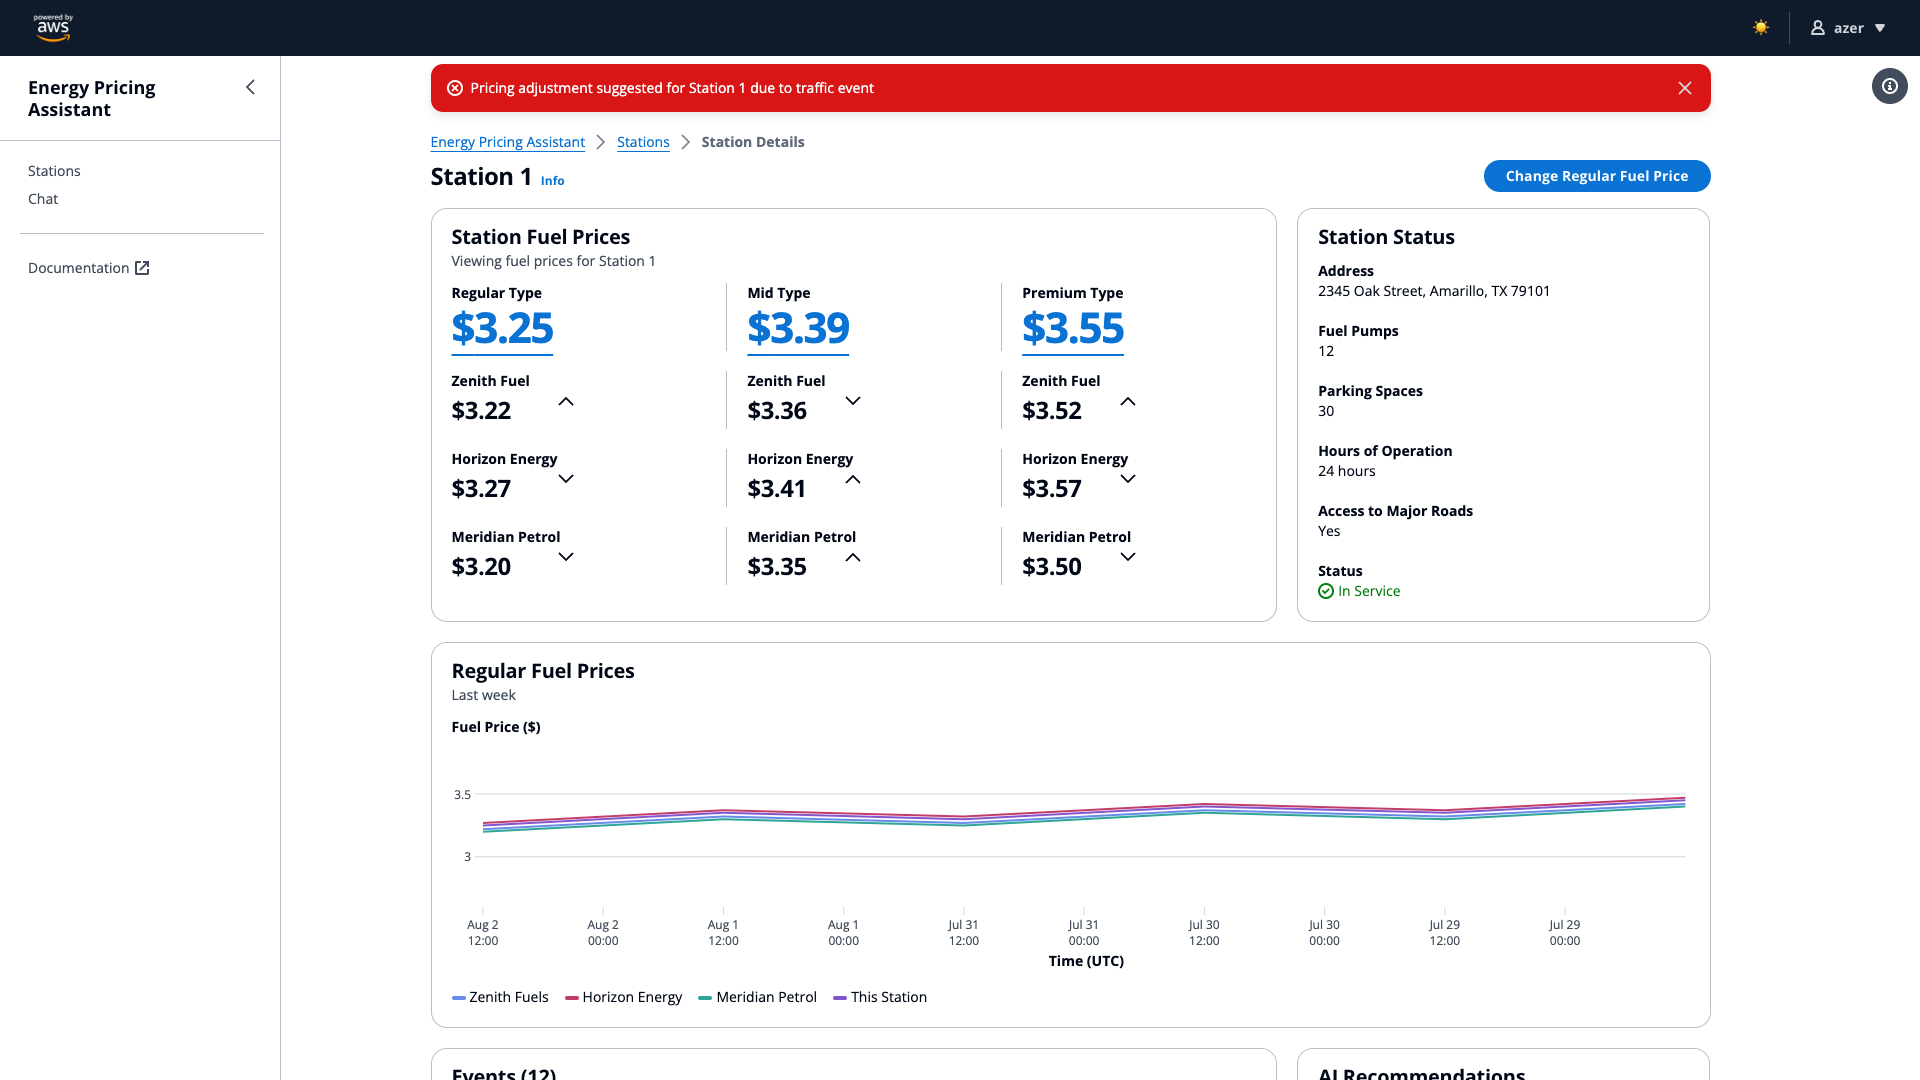 powered by
aws
azer
Energy Pricing
Assistant
Stations
Chat
Documentation
Pricing adjustment suggested for Station 1 due to traffic event
Energy Pricing Assistant
Stations
Station Details
Station 1 Info
Change Regular Fuel Price
Station Fuel Prices
Viewing fuel prices for Station 1
Regular Type
$3.25
Mid Type
$3.39
Premium Type
$3.55
Zenith Fuel
$3.22
Zenith Fuel
$3.36
Zenith Fuel
$3.52
Horizon Energy
$3.27
Horizon Energy
$3.41
Horizon Energy
$3.57
Meridian Petrol
$3.20
Meridian Petrol
$3.35
Meridian Petrol
$3.50
Station Status
Address
2345 Oak Street, Amarillo, TX 79101
Fuel Pumps
12
Parking Spaces
30
Hours of Operation
24 hours
Access to Major Roads
Yes
Status
In Service
Regular Fuel Prices
Last week
Fuel Price ($)
3.5
3
Aug 2
12:00
Aug 2
00:00
Aug 1
12:00
Aug 1
00:00
Jul 31
12:00
Jul 31
00:00
Jul 30
12:00
Jul 30
00:00
Jul 29
12:00
Jul 29
00:00
Time (UTC)
Zenith Fuels
Horizon Energy
Meridian Petrol
This Station
Events (12)
AI Recommendations